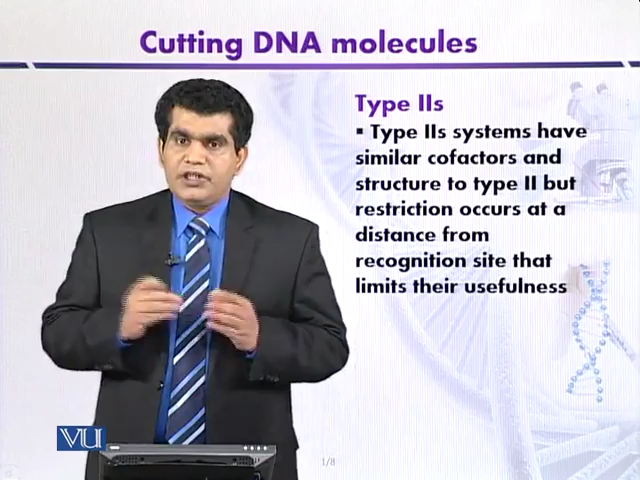 Cutting DNA molecules
Type IIs
▪ Type IIs systems have
similar cofactors and
structure to type II but
restriction occurs at a
distance from
recognition site that
limits their usefulness
VU
1/8